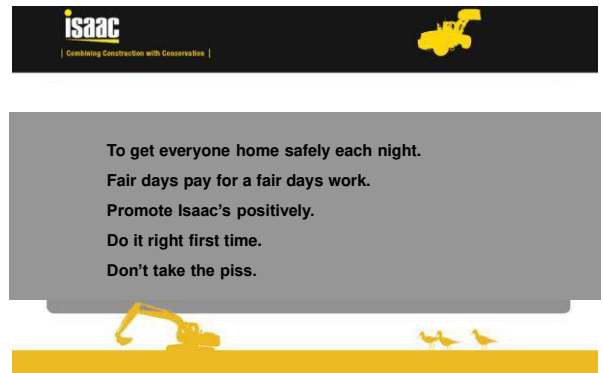 isaac
| Combining Construction with Conservation |
To get everyone home safely each night.
Fair days pay for a fair days work.
Promote Isaac's positively.
Do it right first time.
Don't take the piss.